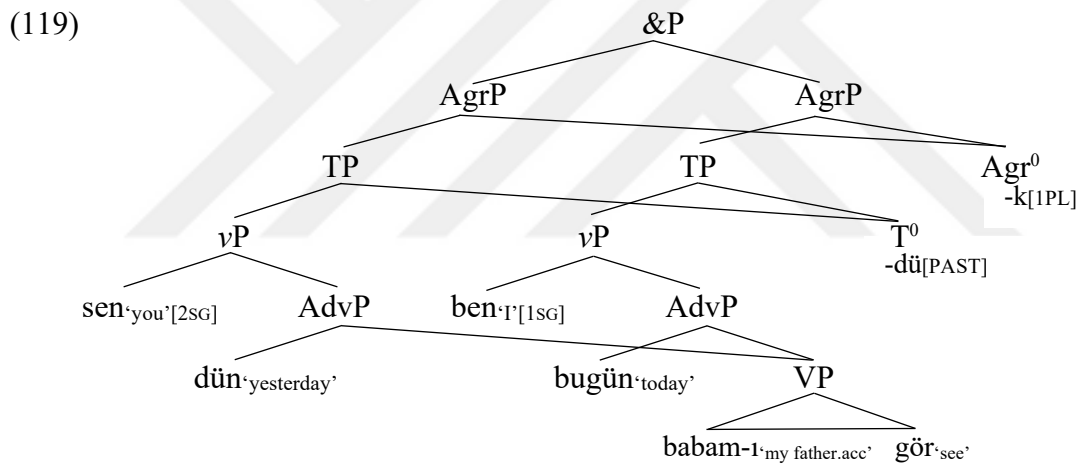 (119) &P
AgrP AgrP
TP TP Agr⁰
-k[1PL]
vP vP T⁰
-dü[PAST]
sen‘you’[2SG] AdvP ben‘I’[1SG] AdvP
dün‘yesterday’ bugün‘today’ VP
babam-ı‘my father.acc’ gör‘see’